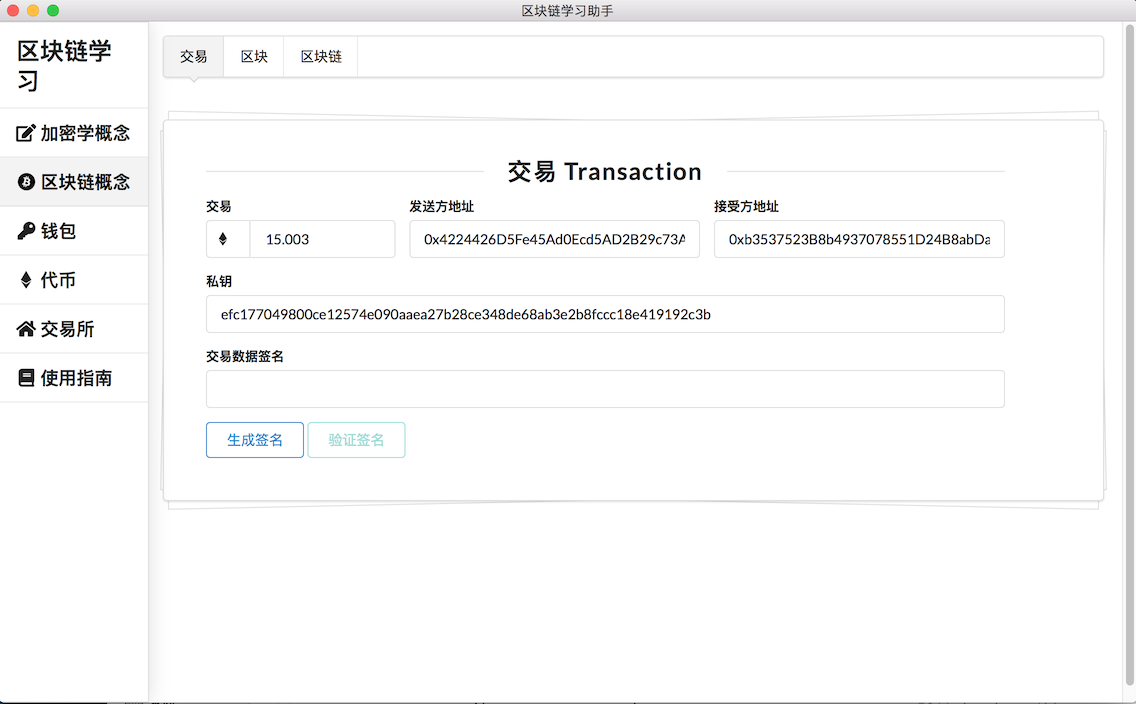 区块链学习助手
区块链学
习
加密学概念
区块链概念
钱包
代币
交易所
使用指南
交易
区块
区块链
交易 Transaction
交易
发送方地址
接受方地址
15.003
0x4224426D5Fe45Ad0Ecd5AD2B29c73A
0xb3537523B8b4937078551D24B8abDa
私钥
efc177049800ce12574e090aaea27b28ce348de68ab3e2b8fccc18e419192c3b
交易数据签名
生成签名
验证签名